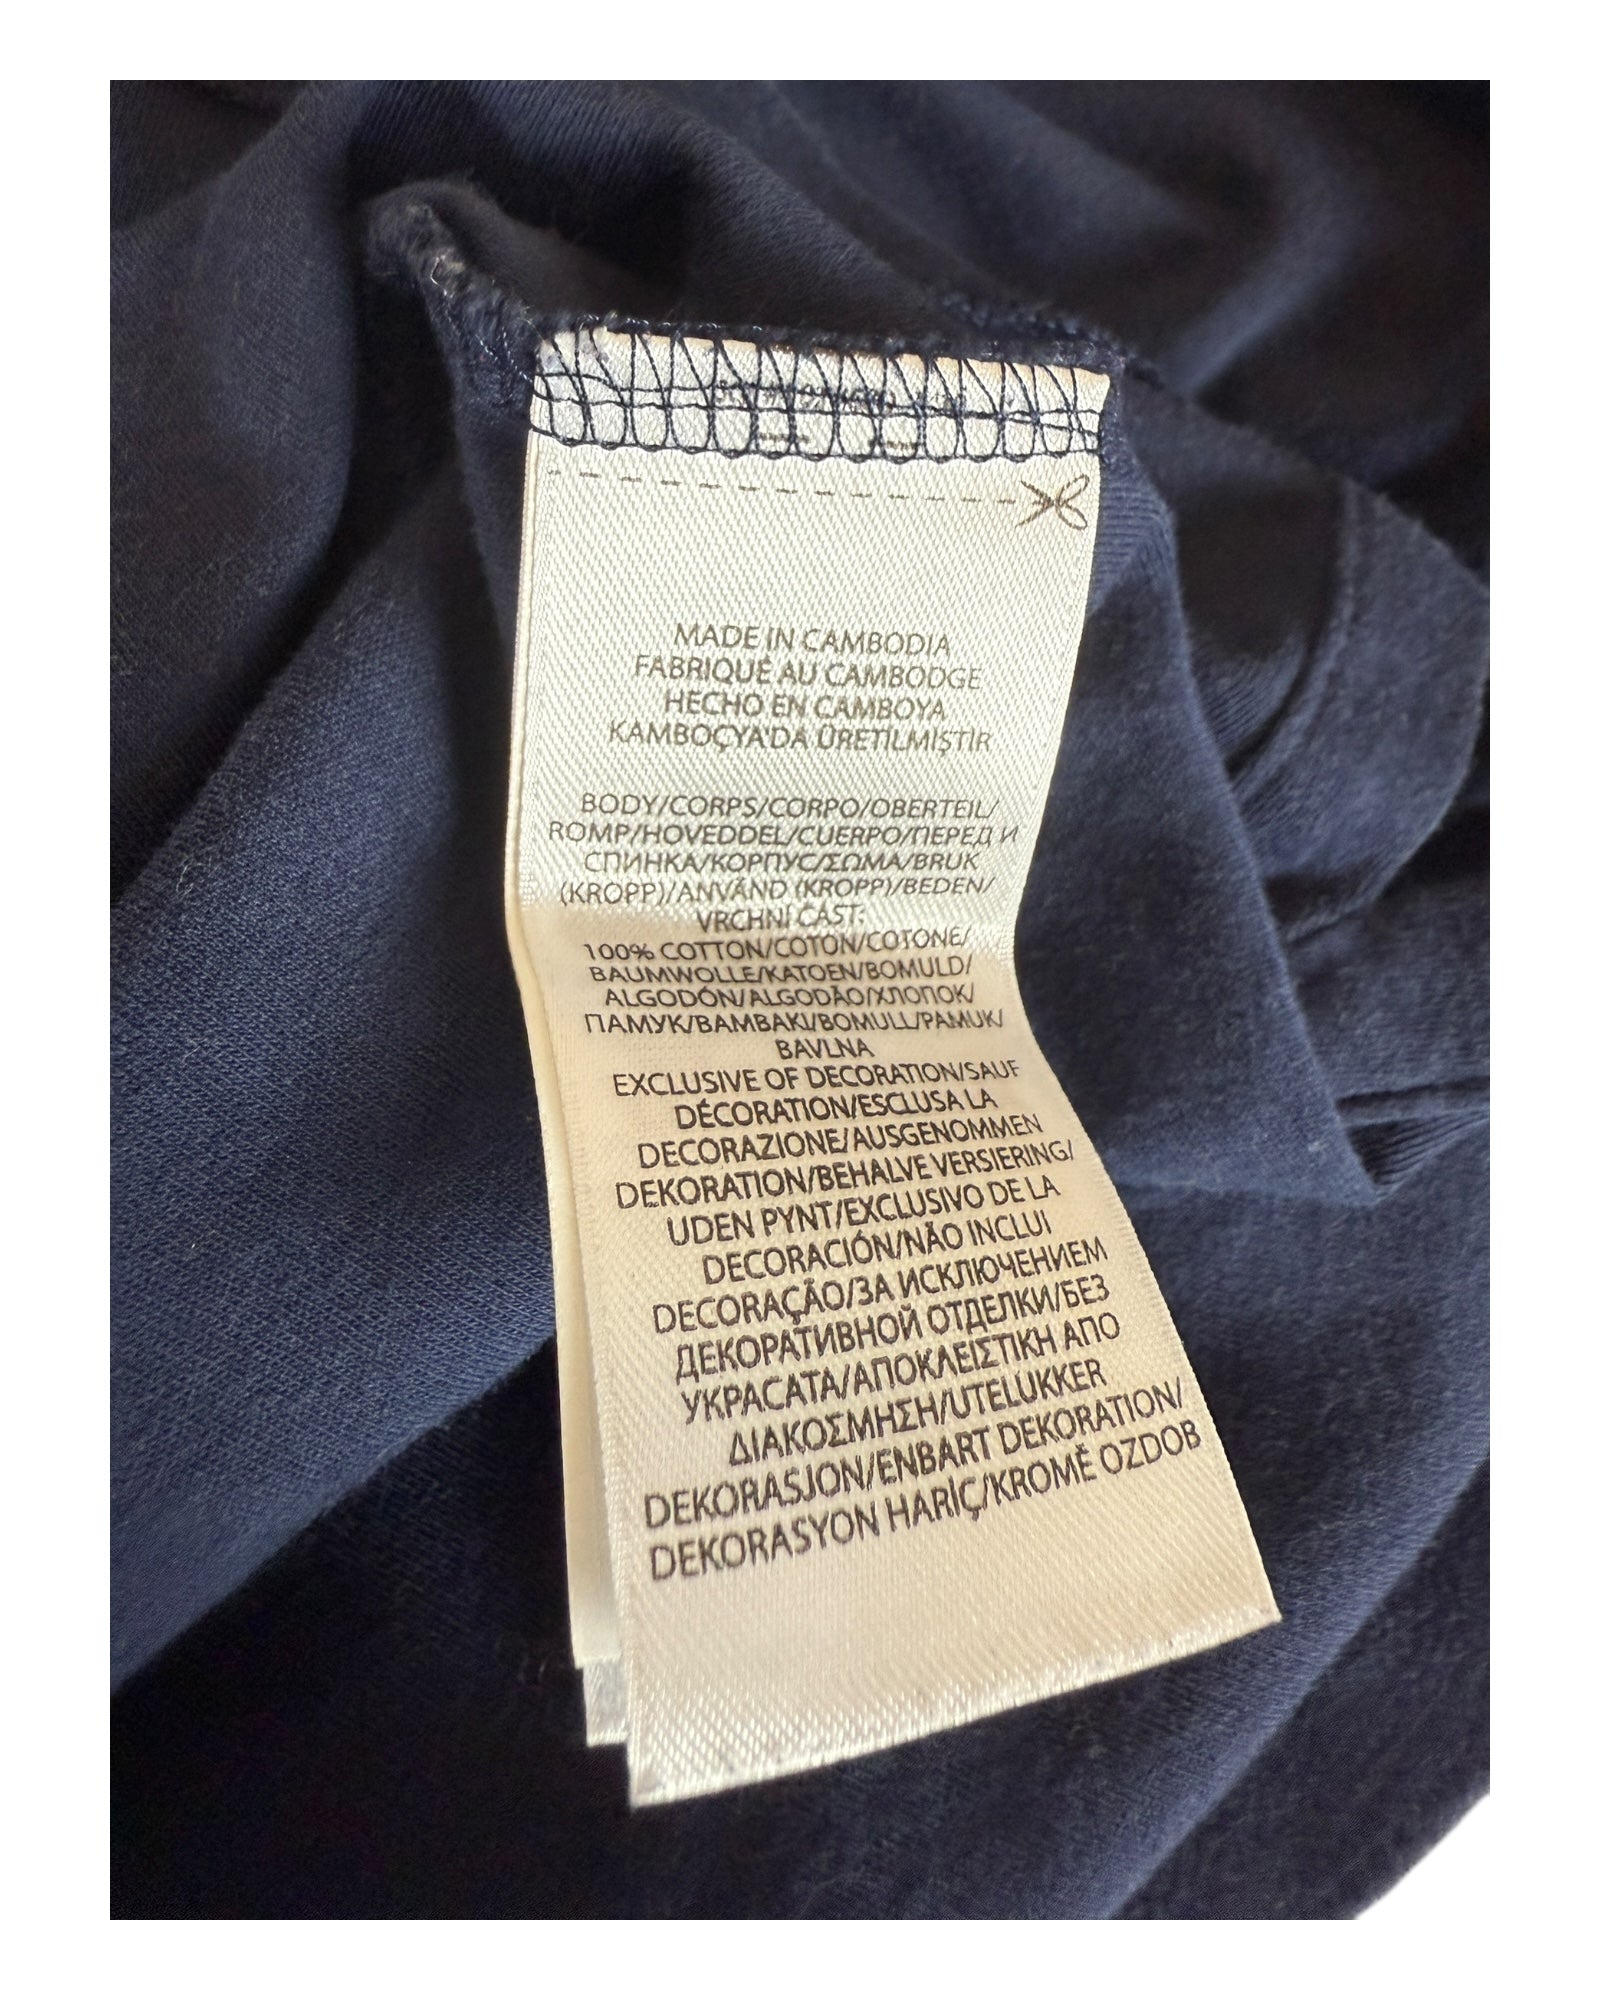 MADE IN CAMBODIA
FABRIQUÉ AU CAMBODGE
HECHO EN CAMBOYA
KAMBOÇYA'DA ÜRETİLMİŞTİR
BODY/CORPS/CORPO/OBERTEIL/
ROMP/HOVEDDEL/CUERPO/ПЕРЕД И
СПИНКА/КОРПУС/ΣΩΜΑ/BRUK
(KROPP)/ANVÄND (KROPP)/BEDEN/
VRCHNÍ ČÁST:
100% COTTON/COTON/COTONE/
BAUMWOLLE/KATOEN/BOMULD/
ALGODÓN/ALGODÃO/ХЛОПОК/
ПАМУК/BAMBAKI/BOMULL/PAMUK/
BAVLNA
EXCLUSIVE OF DECORATION/SAUF
DÉCORATION/ESCLUSA LA
DECORAZIONE/AUSGENOMMEN
DEKORATION/BEHALVE VERSIERING/
UDEN PYNT/EXCLUSIVO DE LA
DECORACIÓN/NÃO INCLUI
DECORAÇÃO/ЗА ИСКЛЮЧЕНИЕМ
ДЕКОРАТИВНОЙ ОТДЕЛКИ/БЕЗ
УКРАСАТА/ΑΠΟΚΛΕΙΣΤΙΚΗ ΑΠΟ
ΔΙΑΚΟΣΜΗΣΗ/UTELUKKER
DEKORASJON/ENBART DEKORATION/
DEKORASYON HARİÇ/KROMĚ OZDOB